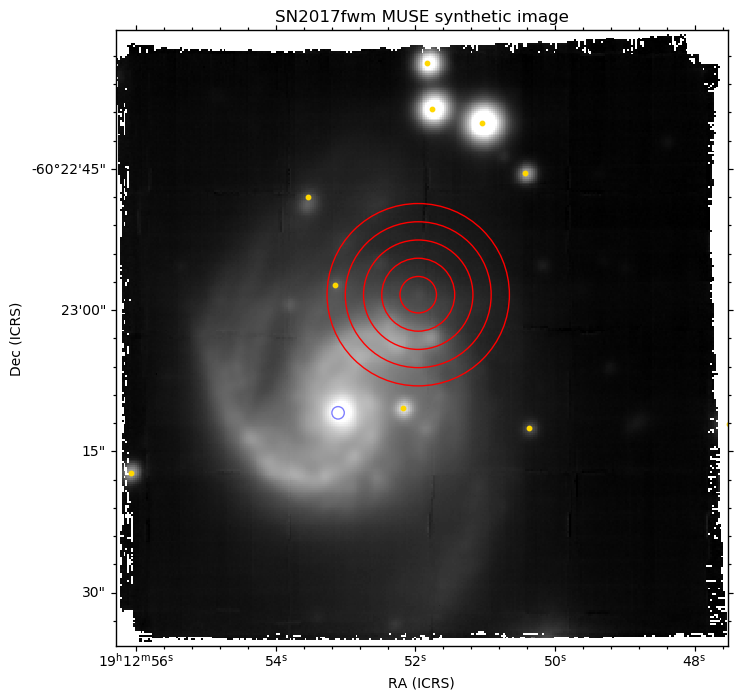 SN2017fwm MUSE synthetic image
-60°22'45"
23'00"
15"
30"
Dec (ICRS)
19ʰ12ᵐ56ˢ
54ˢ
52ˢ
50ˢ
48ˢ
RA (ICRS)